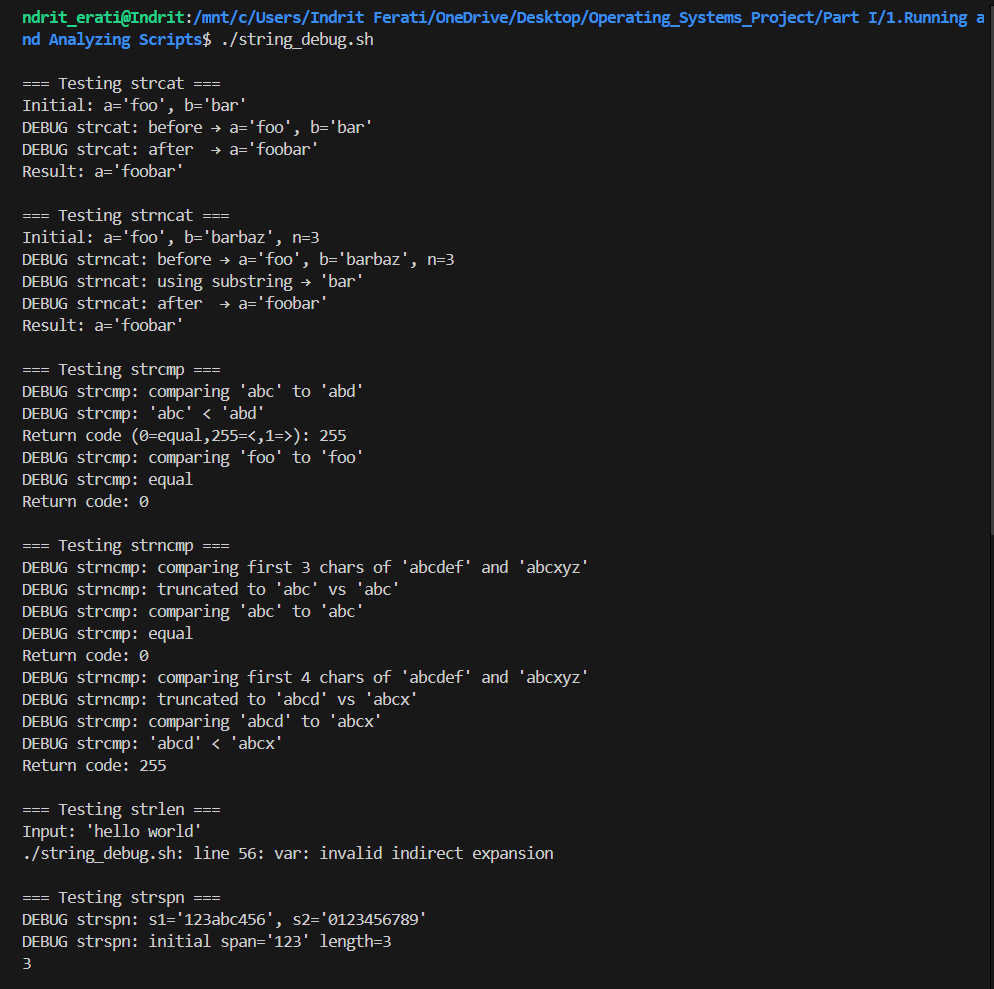 ndrit_erati@Indrit:/mnt/c/Users/Indrit Ferati/OneDrive/Desktop/Operating_Systems_Project/Part I/1.Running a
nd Analyzing Scripts$ ./string_debug.sh
=== Testing strcat ===
Initial: a='foo', b='bar'
DEBUG strcat: before → a='foo', b='bar'
DEBUG strcat: after  → a='foobar'
Result: a='foobar'
=== Testing strncat ===
Initial: a='foo', b='barbaz', n=3
DEBUG strncat: before → a='foo', b='barbaz', n=3
DEBUG strncat: using substring → 'bar'
DEBUG strncat: after  → a='foobar'
Result: a='foobar'
=== Testing strcmp ===
DEBUG strcmp: comparing 'abc' to 'abd'
DEBUG strcmp: 'abc' < 'abd'
Return code (0=equal,255=<,1=>): 255
DEBUG strcmp: comparing 'foo' to 'foo'
DEBUG strcmp: equal
Return code: 0
=== Testing strncmp ===
DEBUG strncmp: comparing first 3 chars of 'abcdef' and 'abcxyz'
DEBUG strncmp: truncated to 'abc' vs 'abc'
DEBUG strcmp: comparing 'abc' to 'abc'
DEBUG strcmp: equal
Return code: 0
DEBUG strncmp: comparing first 4 chars of 'abcdef' and 'abcxyz'
DEBUG strncmp: truncated to 'abcd' vs 'abcx'
DEBUG strcmp: comparing 'abcd' to 'abcx'
DEBUG strcmp: 'abcd' < 'abcx'
Return code: 255
=== Testing strlen ===
Input: 'hello world'
./string_debug.sh: line 56: var: invalid indirect expansion
=== Testing strspn ===
DEBUG strspn: s1='123abc456', s2='0123456789'
DEBUG strspn: initial span='123' length=3
3